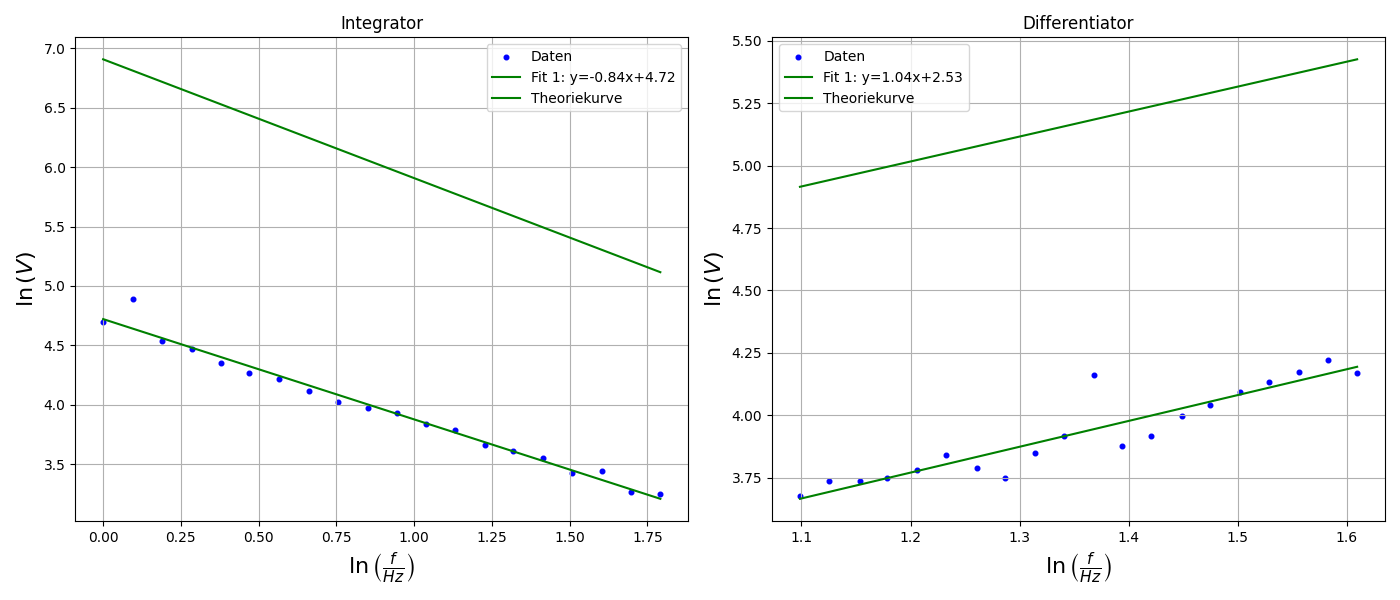 Integrator
7.0
6.5
6.0
5.5
5.0
4.5
4.0
3.5
ln (V)
Daten
Fit 1: y=-0.84x+4.72
Theoriekurve
0.00 0.25 0.50 0.75 1.00 1.25 1.50 1.75
ln (f/Hz)
Differentiator
5.50
5.25
5.00
4.75
4.50
4.25
4.00
3.75
ln (V)
Daten
Fit 1: y=1.04x+2.53
Theoriekurve
1.1 1.2 1.3 1.4 1.5 1.6
ln (f/Hz)